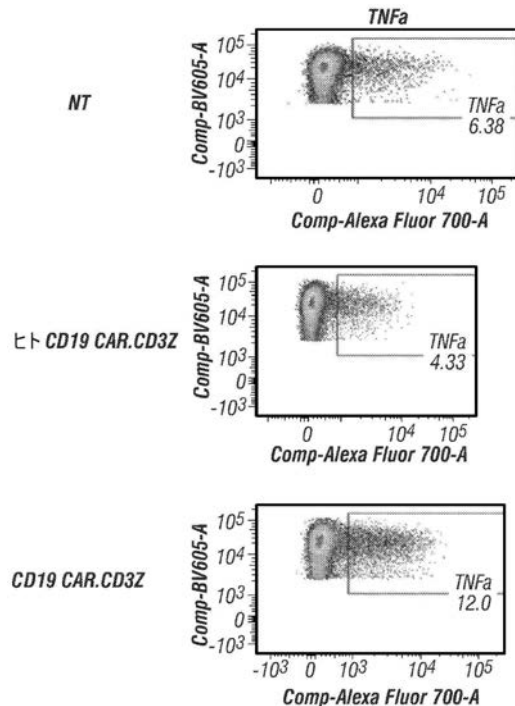 TNFa
NT
Comp-BV605-A
10⁵
10⁴
10³
0
-10³
TNFa
6.38
0 10⁴ 10⁵
Comp-Alexa Fluor 700-A
ヒト CD19 CAR.CD3Z
Comp-BV605-A
10⁵
10⁴
10³
0
-10³
TNFa
4.33
0 10⁴ 10⁵
Comp-Alexa Fluor 700-A
CD19 CAR.CD3Z
Comp-BV605-A
10⁵
10⁴
10³
0
-10³
TNFa
12.0
-10³ 0 10³ 10⁴ 10⁵
Comp-Alexa Fluor 700-A